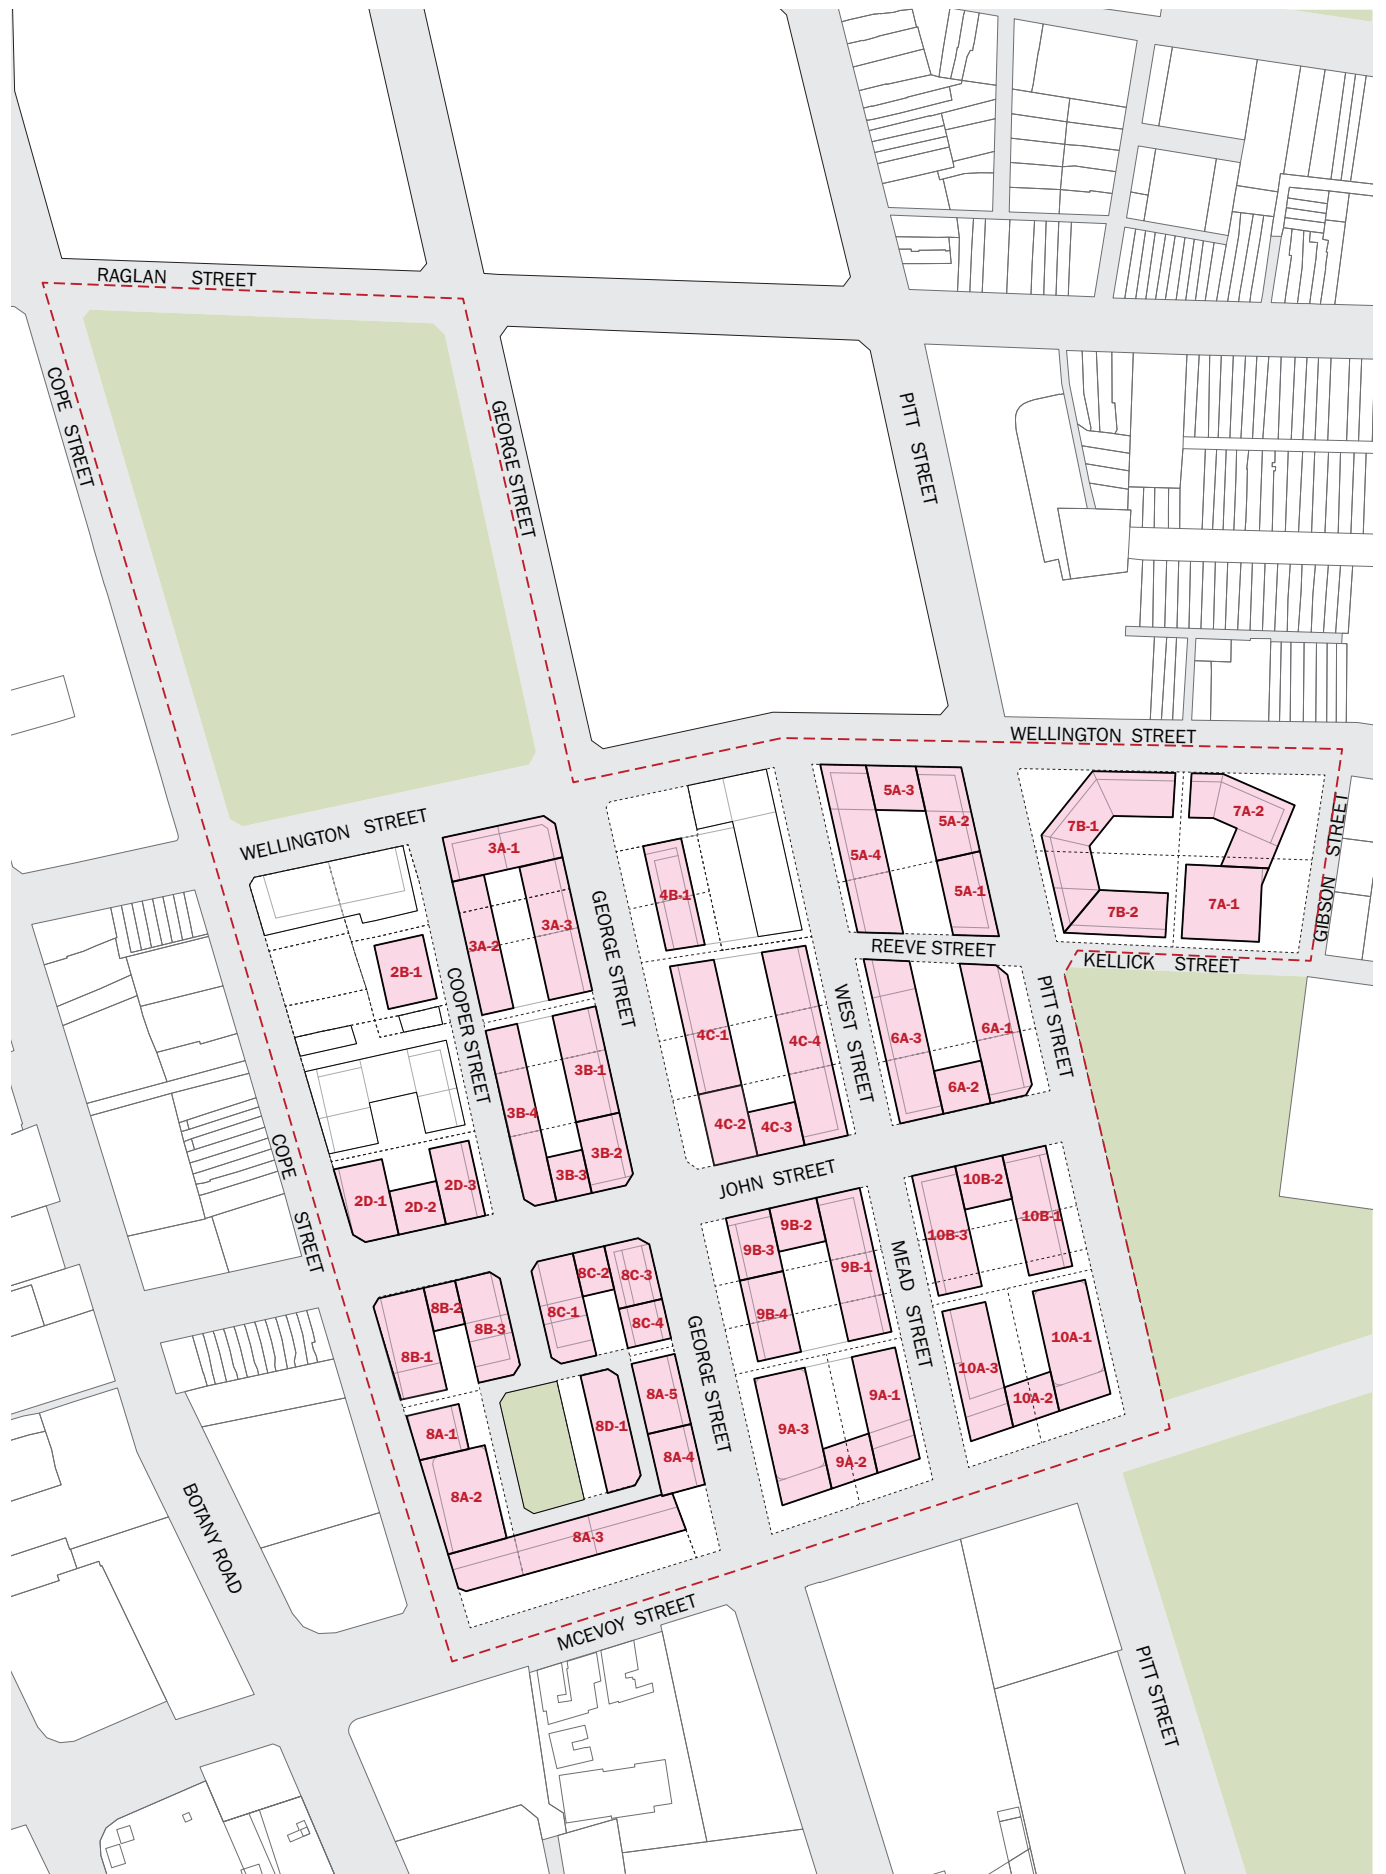 RAGLAN STREET
COPE STREET
GEORGE STREET
PITT STREET
WELLINGTON STREET
WELLINGTON STREET
5A-3
5A-2
5A-4
5A-1
7B-1
7A-2
7B-2
7A-1
GIBSON STREET
3A-1
3A-2
3A-3
4B-1
2B-1
COOPER STREET
GEORGE STREET
REEVE STREET
KELLICK STREET
WEST STREET
PITT STREET
4C-1
4C-4
4C-2
4C-3
6A-3
6A-1
6A-2
3B-1
3B-4
3B-2
3B-3
COPE STREET
2D-1
2D-2
2D-3
JOHN STREET
8B-2
8B-3
8B-1
8C-2
8C-3
8C-1
8C-4
9B-2
9B-3
9B-1
9B-4
MEAD STREET
10B-2
10B-3
10B-1
GEORGE STREET
8A-1
8A-2
8D-1
8A-5
8A-4
8A-3
9A-1
9A-3
9A-2
10A-1
10A-3
10A-2
BOTANY ROAD
MCEVOY STREET
PITT STREET